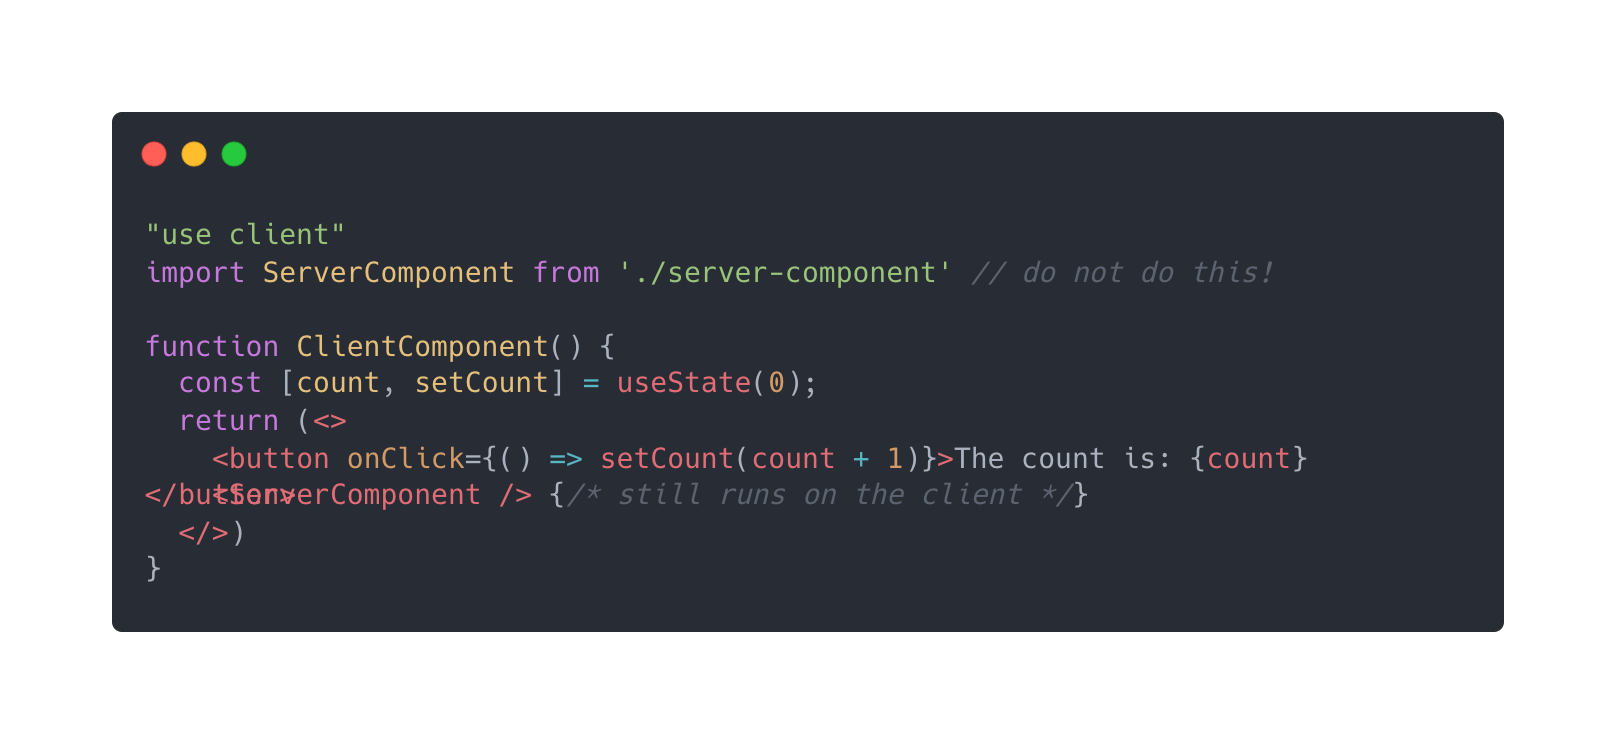 "use client"
import ServerComponent from './server-component' // do not do this!
function ClientComponent() {
  const [count, setCount] = useState(0);
  return (<>
    <button onClick={() => setCount(count + 1)}>The count is: {count}
</button>
    <ServerComponent /> {/* still runs on the client */}
  </>)
}